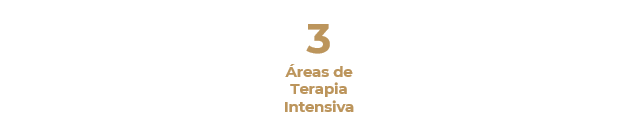 3
Áreas de
Terapia
Intensiva